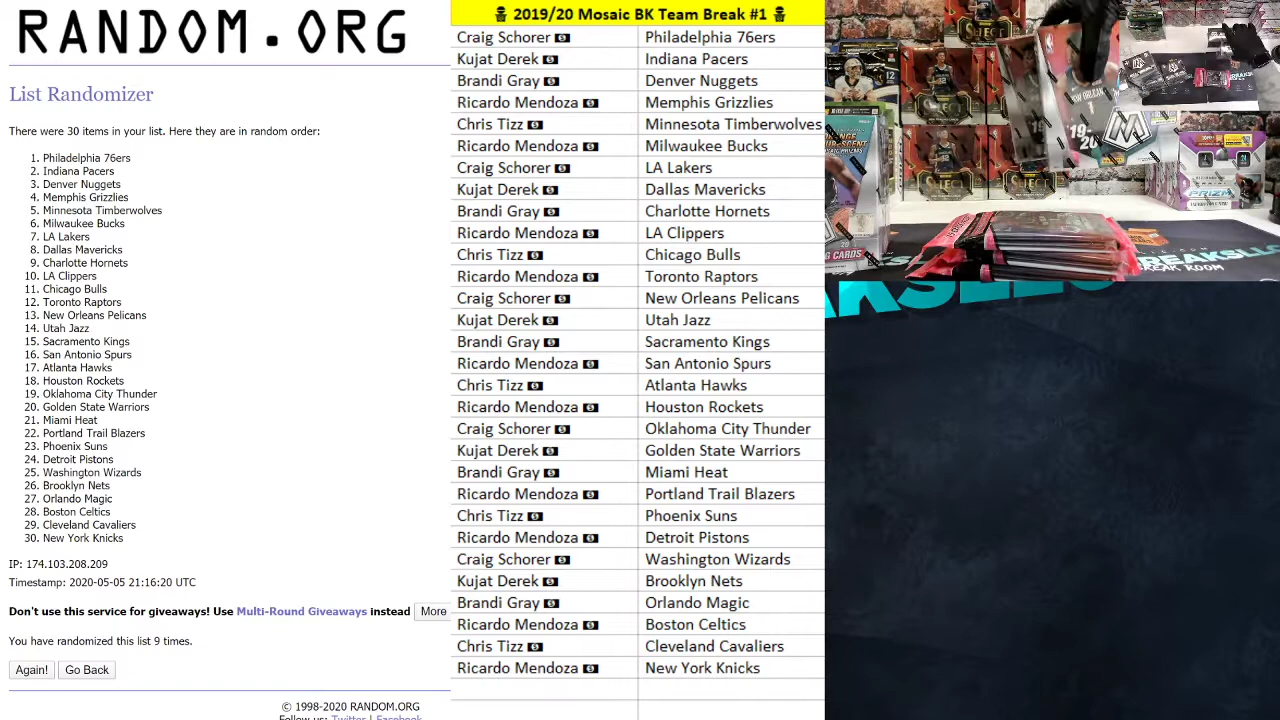 RANDOM.ORG
List Randomizer
There were 30 items in your list. Here they are in random order:
1. Philadelphia 76ers
2. Indiana Pacers
3. Denver Nuggets
4. Memphis Grizzlies
5. Minnesota Timberwolves
6. Milwaukee Bucks
7. LA Lakers
8. Dallas Mavericks
9. Charlotte Hornets
10. LA Clippers
11. Chicago Bulls
12. Toronto Raptors
13. New Orleans Pelicans
14. Utah Jazz
15. Sacramento Kings
16. San Antonio Spurs
17. Atlanta Hawks
18. Houston Rockets
19. Oklahoma City Thunder
20. Golden State Warriors
21. Miami Heat
22. Portland Trail Blazers
23. Phoenix Suns
24. Detroit Pistons
25. Washington Wizards
26. Brooklyn Nets
27. Orlando Magic
28. Boston Celtics
29. Cleveland Cavaliers
30. New York Knicks
IP: 174.103.208.209
Timestamp: 2020-05-05 21:16:20 UTC
Don't use this service for giveaways! Use Multi-Round Giveaways instead More
You have randomized this list 9 times.
Again! Go Back
© 1998-2020 RANDOM.ORG
Follow us: Twitter | Facebook
2019/20 Mosaic BK Team Break #1
Craig Schorer Philadelphia 76ers
Kujat Derek Indiana Pacers
Brandi Gray Denver Nuggets
Ricardo Mendoza Memphis Grizzlies
Chris Tizz Minnesota Timberwolves
Ricardo Mendoza Milwaukee Bucks
Craig Schorer LA Lakers
Kujat Derek Dallas Mavericks
Brandi Gray Charlotte Hornets
Ricardo Mendoza LA Clippers
Chris Tizz Chicago Bulls
Ricardo Mendoza Toronto Raptors
Craig Schorer New Orleans Pelicans
Kujat Derek Utah Jazz
Brandi Gray Sacramento Kings
Ricardo Mendoza San Antonio Spurs
Chris Tizz Atlanta Hawks
Ricardo Mendoza Houston Rockets
Craig Schorer Oklahoma City Thunder
Kujat Derek Golden State Warriors
Brandi Gray Miami Heat
Ricardo Mendoza Portland Trail Blazers
Chris Tizz Phoenix Suns
Ricardo Mendoza Detroit Pistons
Craig Schorer Washington Wizards
Kujat Derek Brooklyn Nets
Brandi Gray Orlando Magic
Ricardo Mendoza Boston Celtics
Chris Tizz Cleveland Cavaliers
Ricardo Mendoza New York Knicks
SELECT
SELECT
SELECT
19-
20
PRIZM
CARDS
REAKSLLC
BREAK ROOM
AKSLLC